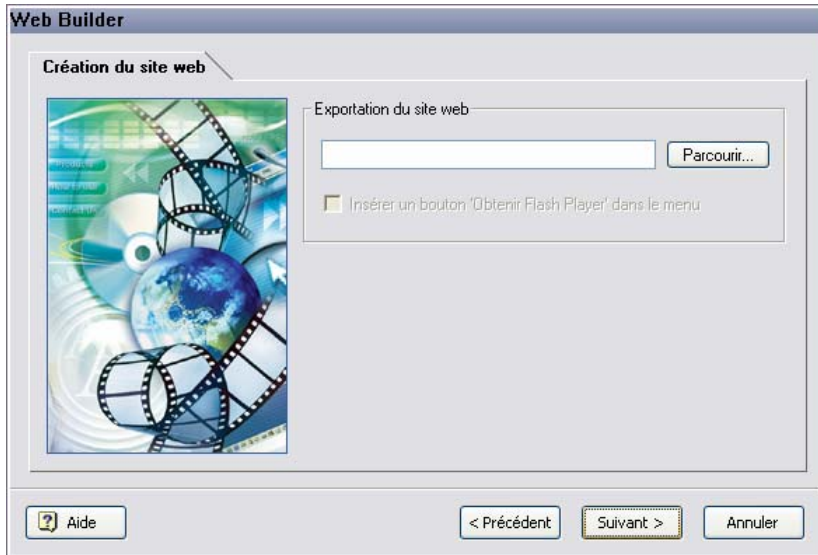 Web Builder
Création du site web
Exportation du site web
Parcourir...
Insérer un bouton 'Obtenir Flash Player' dans le menu
Aide
< Précédent
Suivant >
Annuler